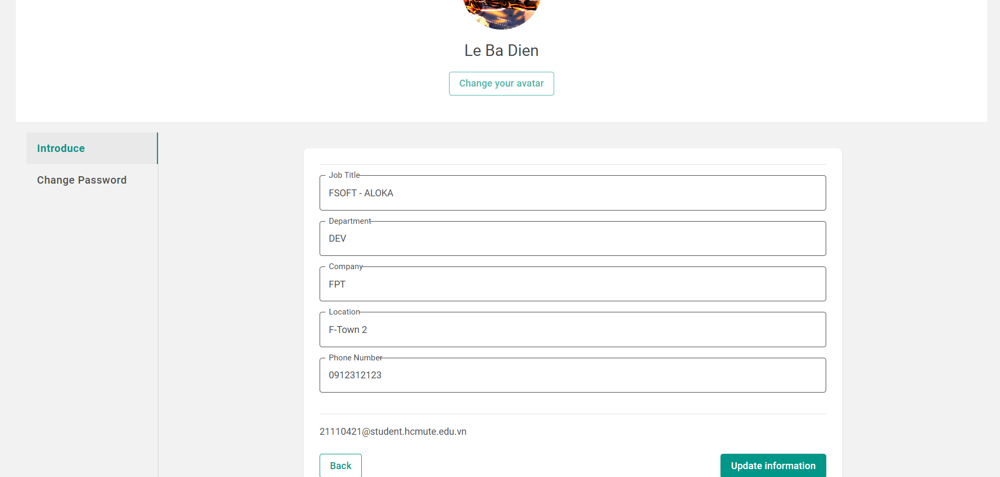 Le Ba Dien
Change your avatar
Introduce
Change Password
Job Title
FSOFT - ALOKA
Department
DEV
Company
FPT
Location
F-Town 2
Phone Number
0912312123
21110421@student.hcmute.edu.vn
Back
Update information